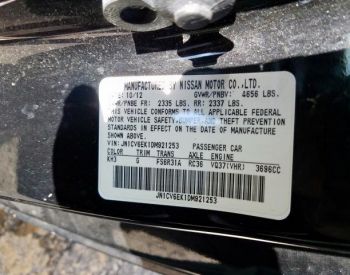 MANUFACTURED BY NISSAN MOTOR CO.,LTD.
10/12 GVWR/PNBV: 4656 LBS.
GAWR/PNBE FR: 2335 LBS. RR: 2337 LBS.
THIS VEHICLE CONFORMS TO ALL APPLICABLE FEDERAL
MOTOR VEHICLE SAFETY, BUMPER, AND THEFT PREVENTION
STANDARDS IN EFFECT ON THE DATE OF MANUFACTURE
SHOWN ABOVE.
VIN: JN1CV6EK1DM921253 PASSENGER CAR
COLOR TRIM TRANS AXLE ENGINE
KH3 G FS6R31A RC36 VQ37(VHR) 3696CC
JN1CV6EK1DM921253